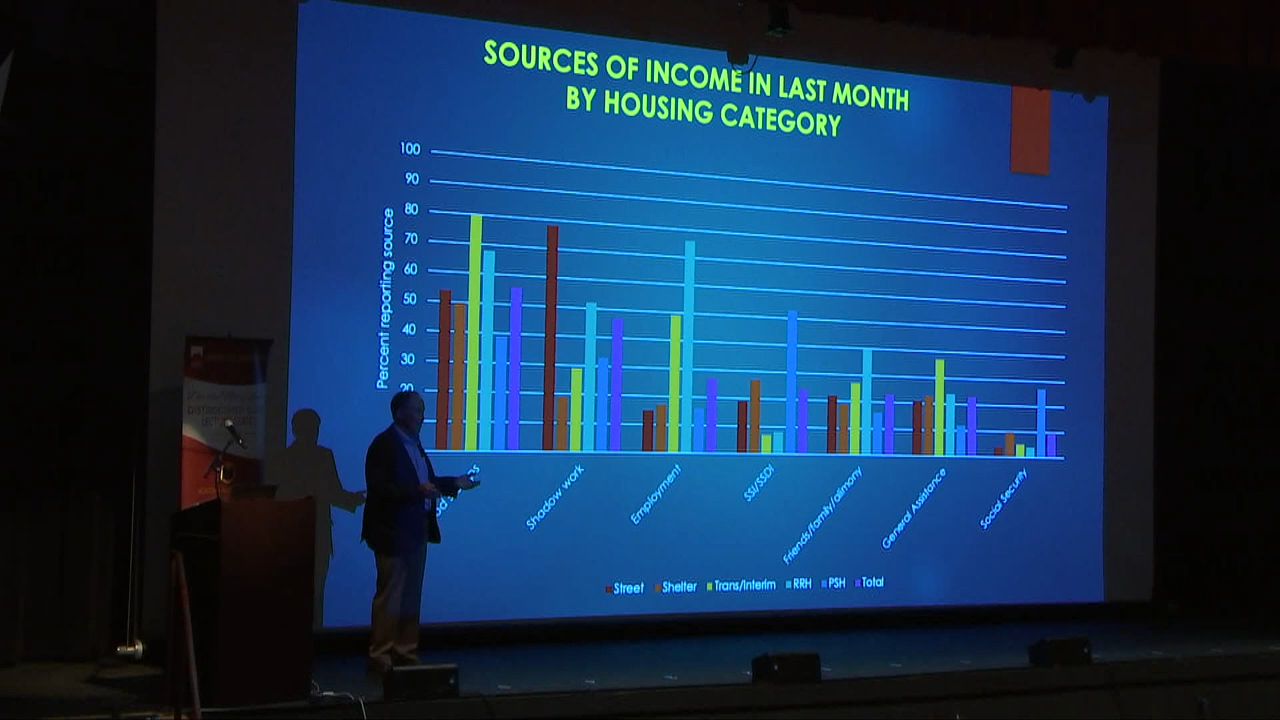 SOURCES OF INCOME IN LAST MONTH
BY HOUSING CATEGORY
100
90
80
70
60
50
40
30
20
Percent reporting source
Shadow work
Employment
SSI/SSDI
Friends/family/alimony
General Assistance
Social Security
Street Shelter Trans/Interim RRH PSH Total